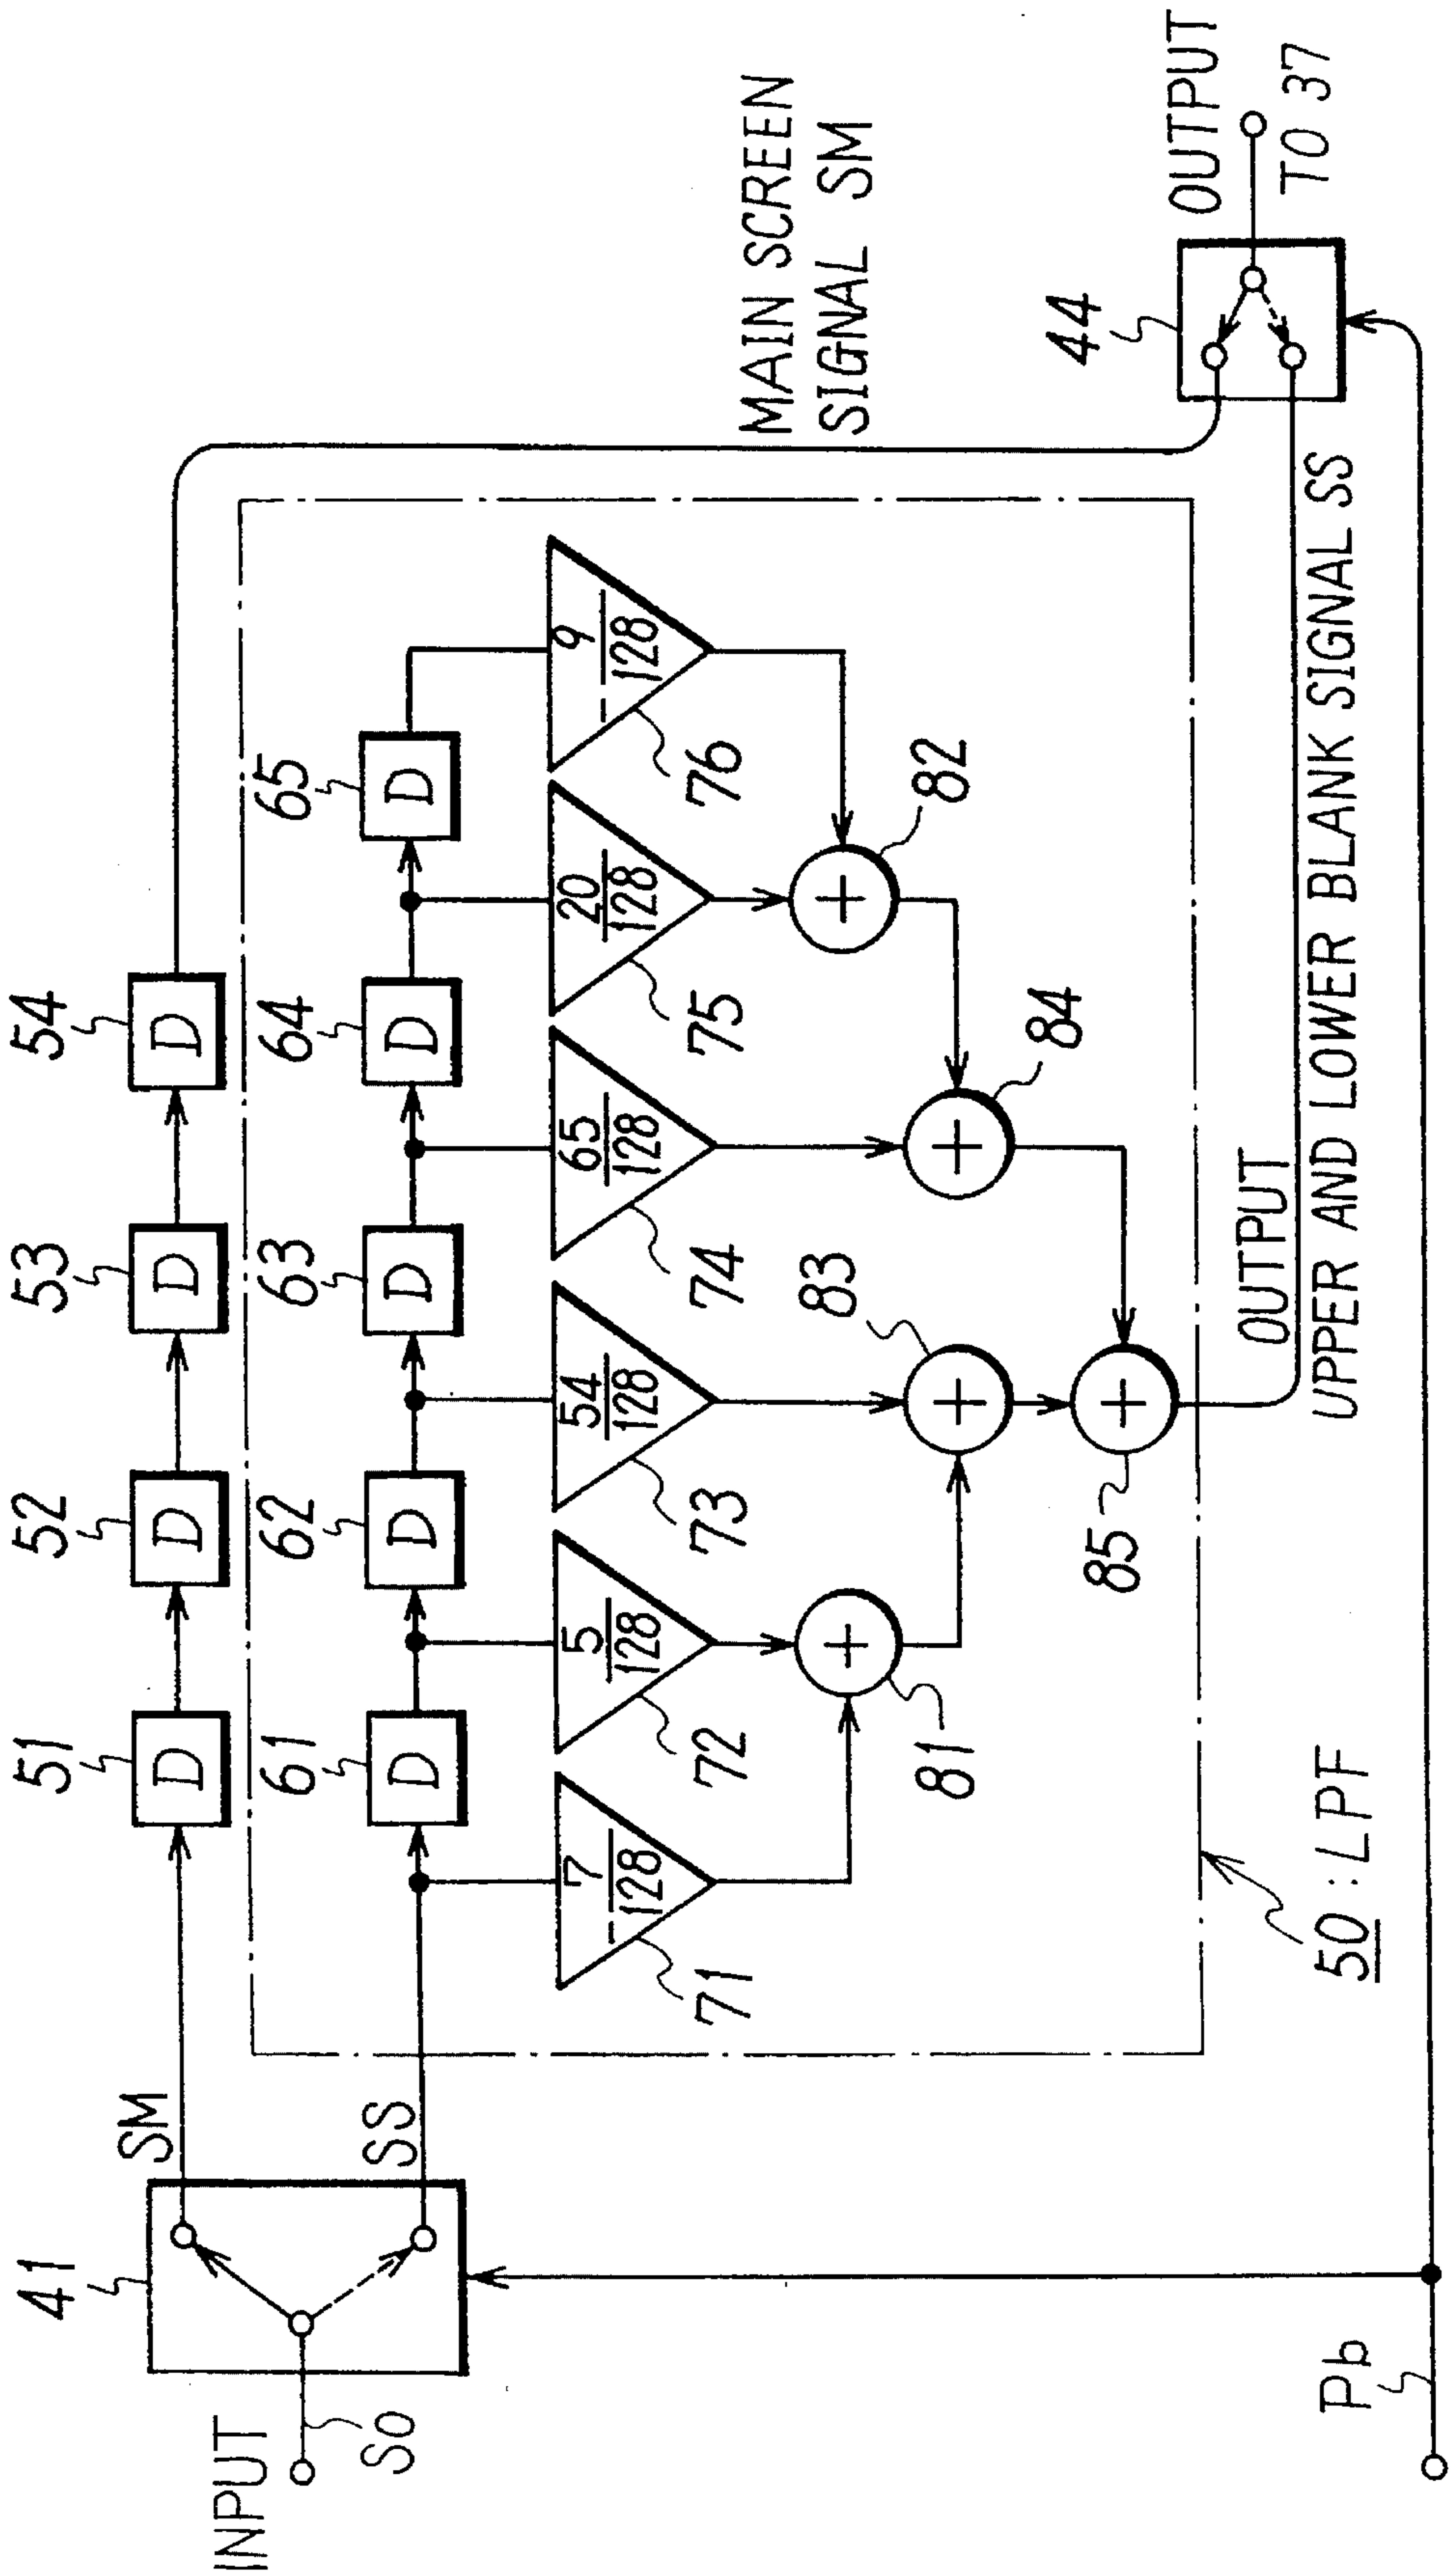 INPUT
S0
41
SM
SS
51
D
52
D
53
D
54
D
61
D
62
D
63
D
64
D
65
D
- 7/128
71
5/128
72
54/128
73
65/128
74
20/128
75
- 9/128
76
+
81
+
82
+
83
+
84
+
85
50 : LPF
MAIN SCREEN
SIGNAL SM
44
OUTPUT
TO 37
OUTPUT
UPPER AND LOWER BLANK SIGNAL SS
Pb